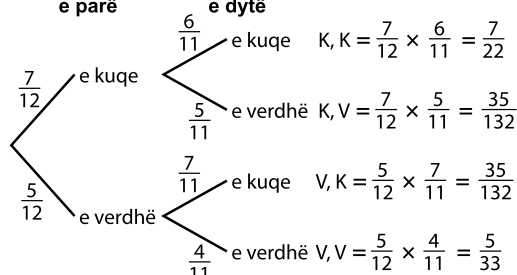 e parë e dytë
6/11 e kuqe K, K = 7/12 × 6/11 = 7/22
7/12 e kuqe
5/11 e verdhë K, V = 7/12 × 5/11 = 35/132
7/11 e kuqe V, K = 5/12 × 7/11 = 35/132
5/12 e verdhë
4/11 e verdhë V, V = 5/12 × 4/11 = 5/33